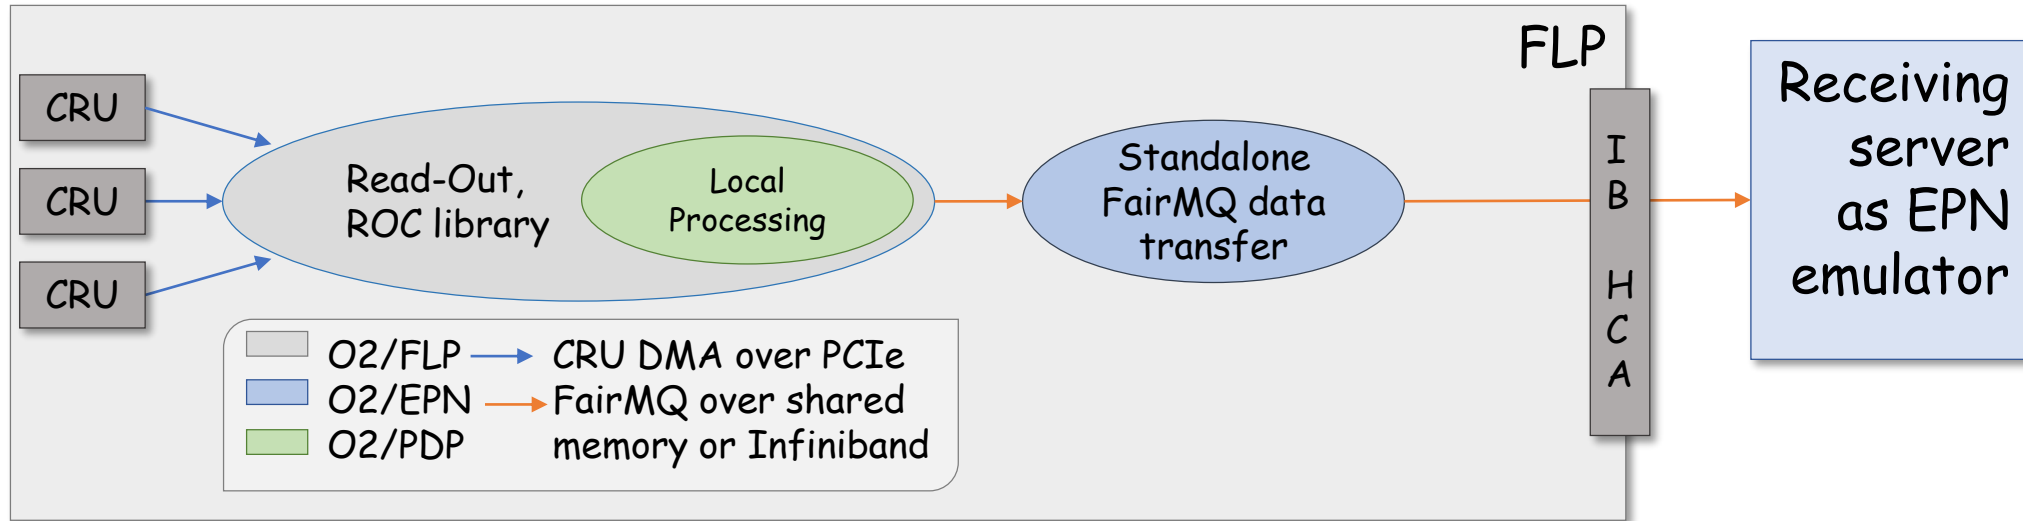 FLP
CRU
CRU
CRU
Read-Out,
ROC library
Local
Processing
Standalone
FairMQ data
transfer
I
B
H
C
A
Receiving
server
as EPN
emulator
O2/FLP
CRU DMA over PCIe
O2/EPN
FairMQ over shared
O2/PDP
memory or Infiniband